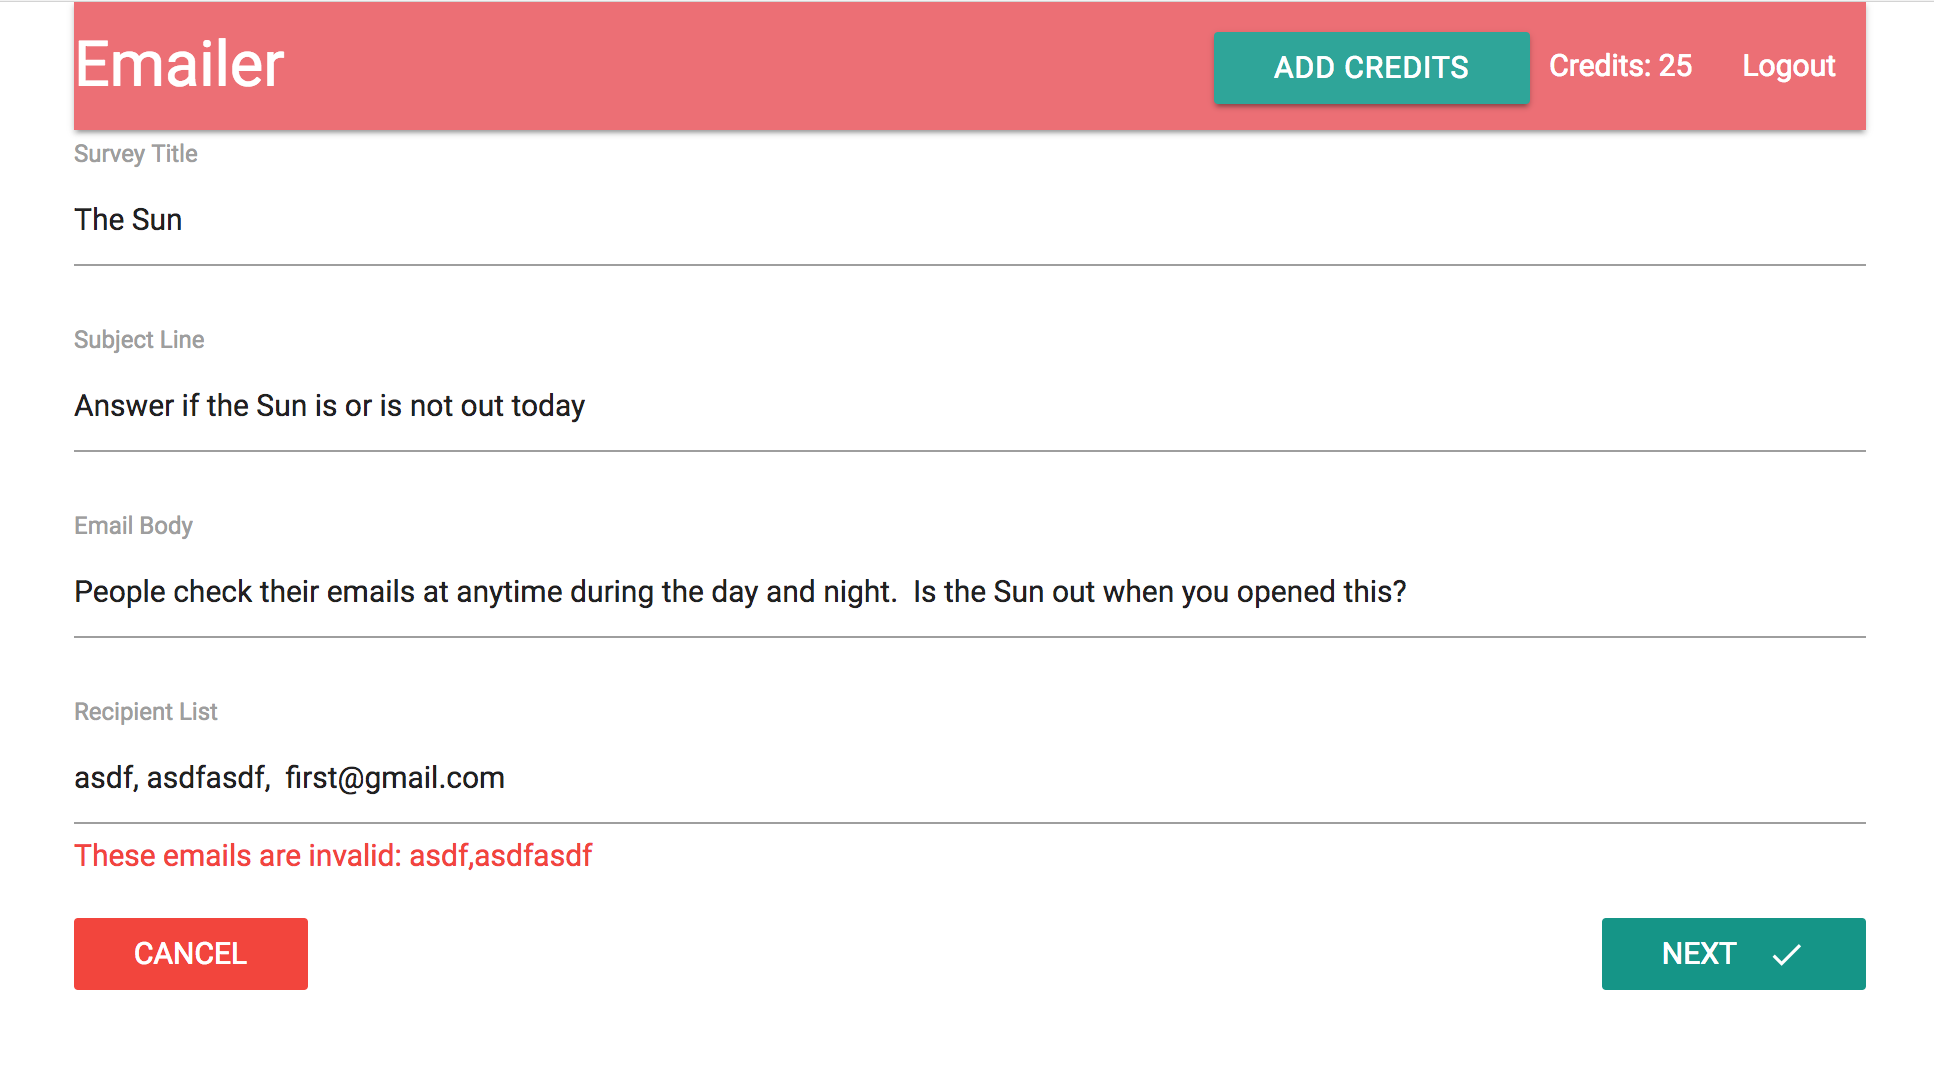 Emailer
ADD CREDITS Credits: 25 Logout
Survey Title
The Sun
Subject Line
Answer if the Sun is or is not out today
Email Body
People check their emails at anytime during the day and night.  Is the Sun out when you opened this?
Recipient List
asdf, asdfasdf,  first@gmail.com
These emails are invalid: asdf,asdfasdf
CANCEL
NEXT